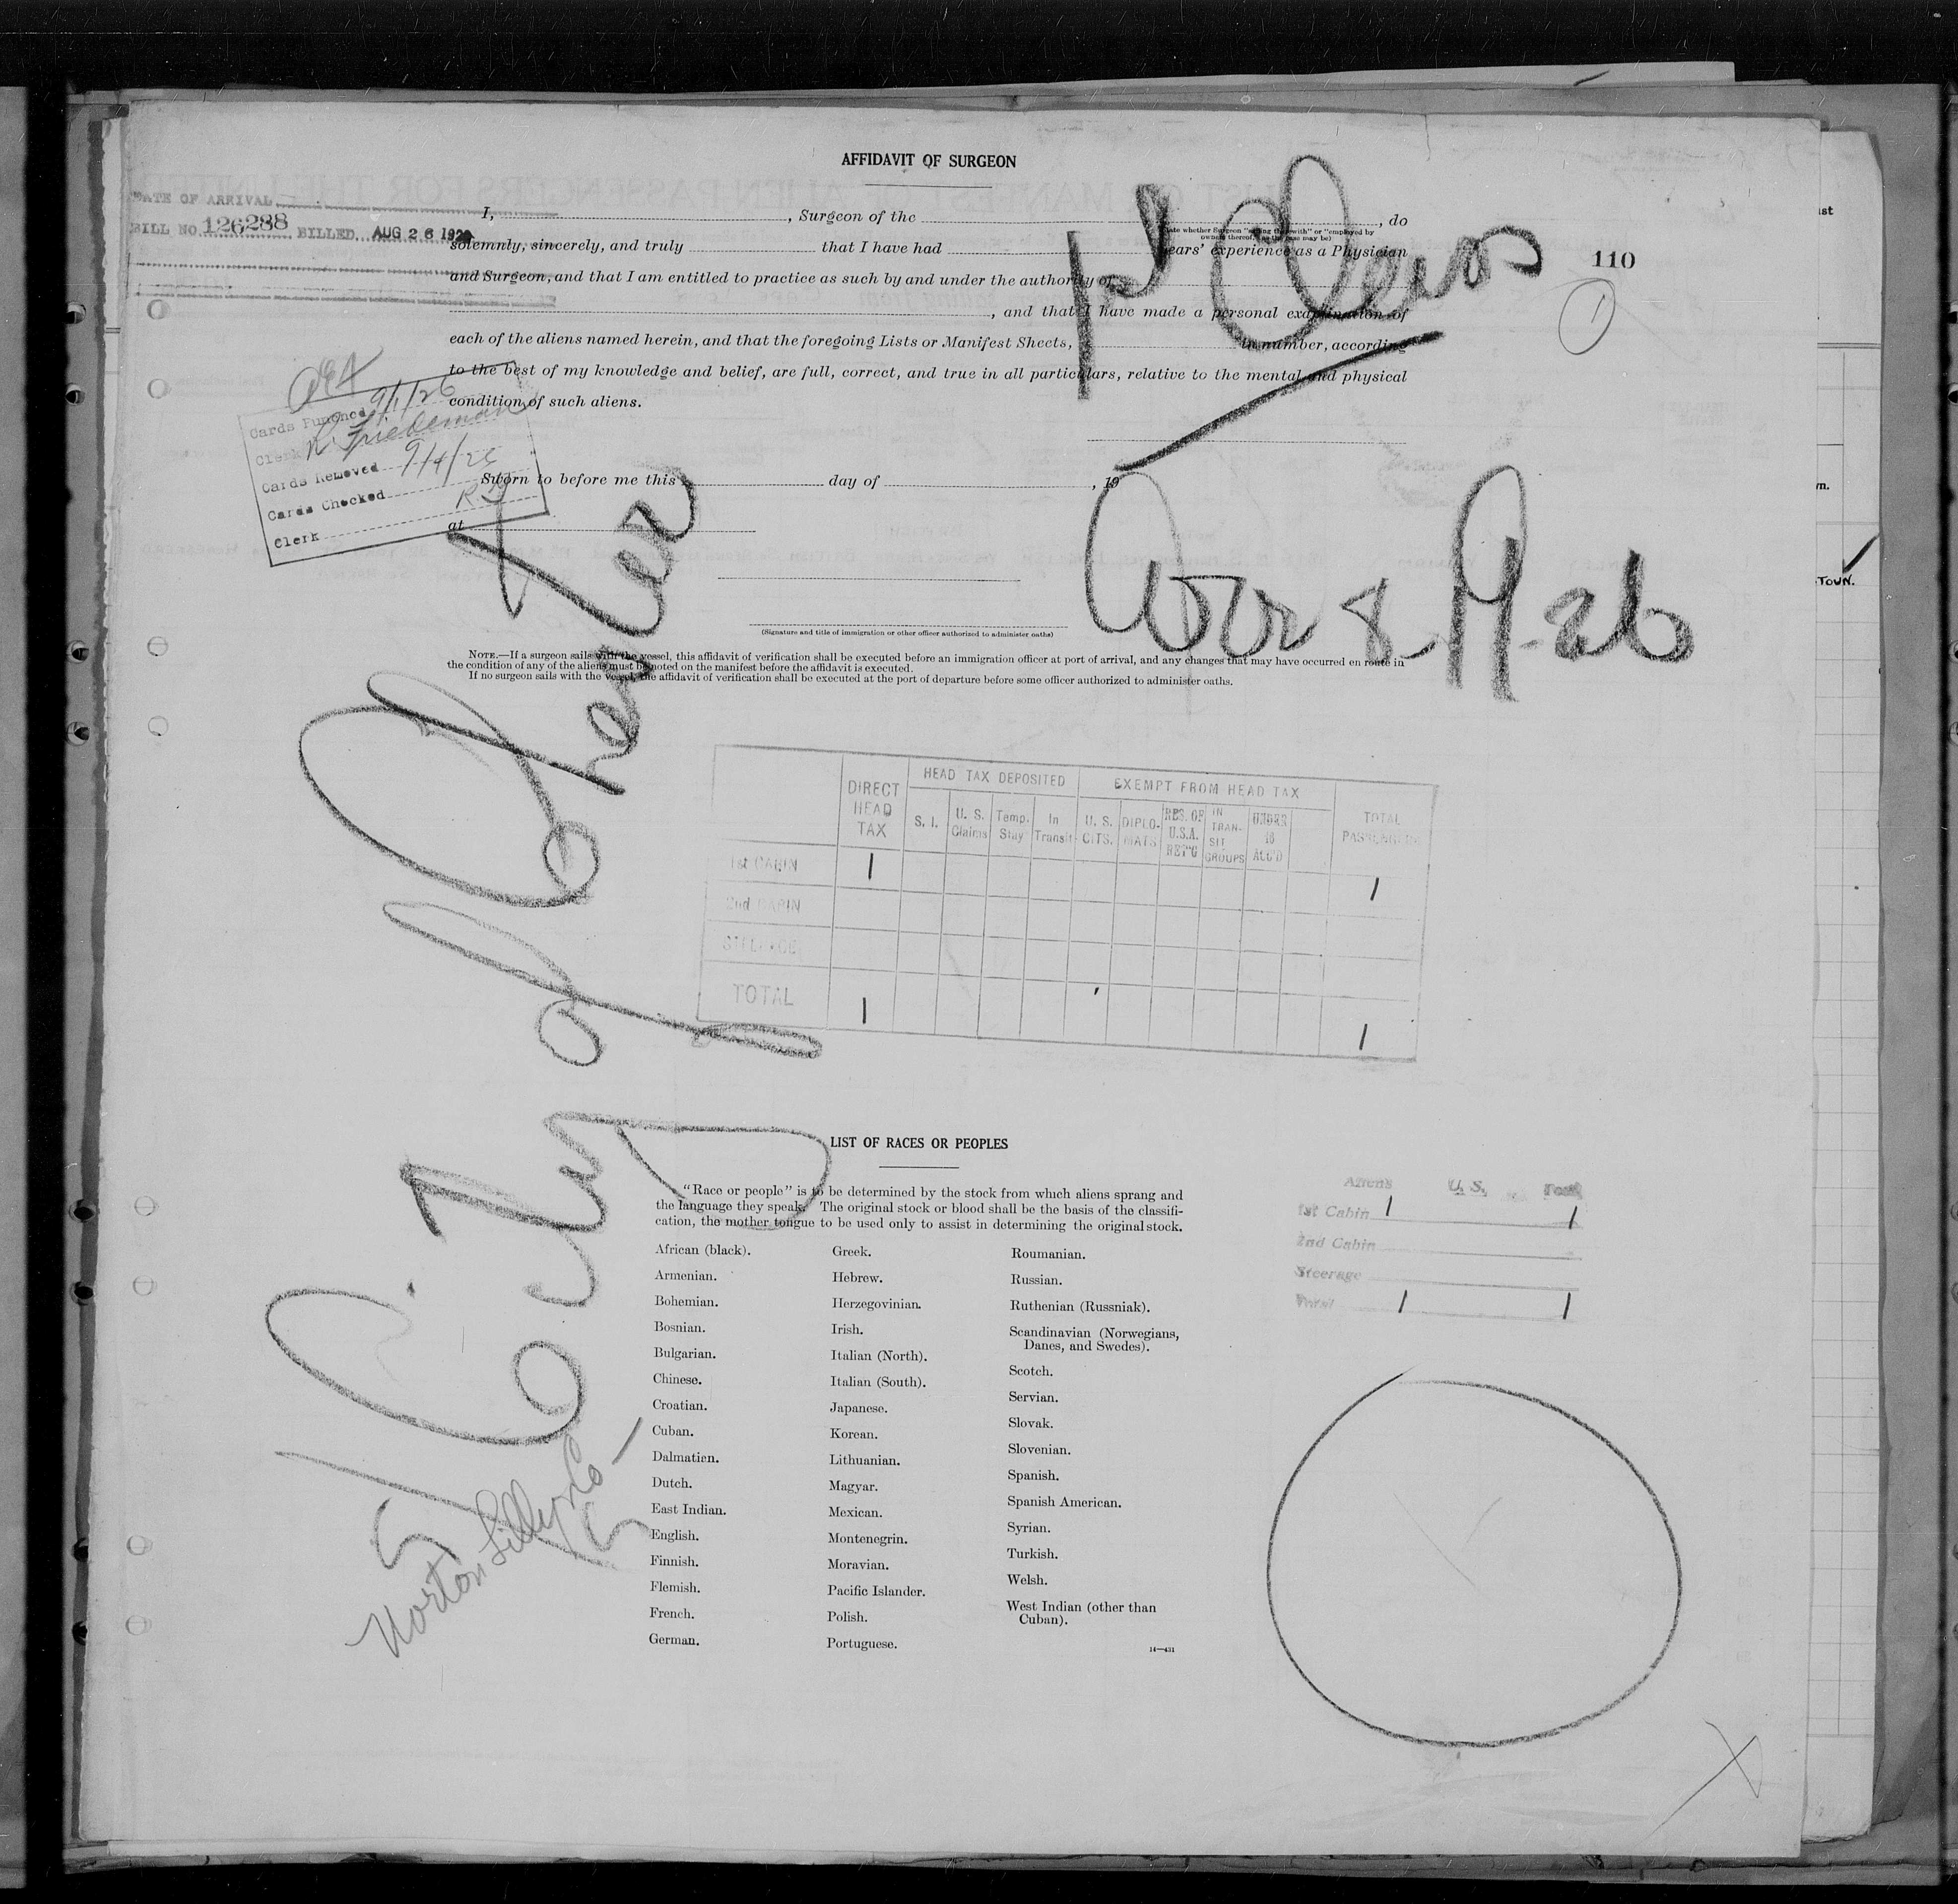 AFFIDAVIT OF SURGEON
DATE OF ARRIVAL
BILL NO 126288 BILLED AUG 26 1926
110
1
I, , Surgeon of the , do
solemnly, sincerely, and truly that I have had years' experience as a Physician
and Surgeon, and that I am entitled to practice as such by and under the authority of
, and that I have made a personal examination of
each of the aliens named herein, and that the foregoing Lists or Manifest Sheets, in number, according
to the best of my knowledge and belief, are full, correct, and true in all particulars, relative to the mental and physical
condition of such aliens.
Cards Punched 9/1/26
Clerk R Friedeman
Cards Removed 9/4/26
Cards Checked
Clerk
Sworn to before me this day of , 19
at
(Signature and title of immigration or other officer authorized to administer oaths)
NOTE.—If a surgeon sails with the vessel, this affidavit of verification shall be executed before an immigration officer at port of arrival, and any changes that may have occurred en route in
the condition of any of the aliens must be noted on the manifest before the affidavit is executed.
If no surgeon sails with the vessel, the affidavit of verification shall be executed at the port of departure before some officer authorized to administer oaths.
City of Chester
DIRECT HEAD TAX
HEAD TAX DEPOSITED
EXEMPT FROM HEAD TAX
TOTAL PASSENGERS
S. I.
U. S. Claims
Temp. Stay
In Transit
U. S. CITS.
DIPLOMATS
RES. OF U.S.A. RET'G
IN TRANSIT GROUPS
UNDER 16 ACC'D
1st CABIN 1 1
2nd CABIN
STEERAGE
TOTAL 1 1
LIST OF RACES OR PEOPLES
"Race or people" is to be determined by the stock from which aliens sprang and
the language they speak. The original stock or blood shall be the basis of the classifi-
cation, the mother tongue to be used only to assist in determining the original stock.
African (black).
Armenian.
Bohemian.
Bosnian.
Bulgarian.
Chinese.
Croatian.
Cuban.
Dalmatien.
Dutch.
East Indian.
English.
Finnish.
Flemish.
French.
German.
Greek.
Hebrew.
Herzegovinian.
Irish.
Italian (North).
Italian (South).
Japanese.
Korean.
Lithuanian.
Magyar.
Mexican.
Montenegrin.
Moravian.
Pacific Islander.
Polish.
Portuguese.
Roumanian.
Russian.
Ruthenian (Russniak).
Scandinavian (Norwegians,
Danes, and Swedes).
Scotch.
Servian.
Slovak.
Slovenian.
Spanish.
Spanish American.
Syrian.
Turkish.
Welsh.
West Indian (other than
Cuban).
14—431
Aliens U. S. Total
1st Cabin 1 1
2nd Cabin
Steerage
Total 1 1
Norton Lilly & Co
TOWN.